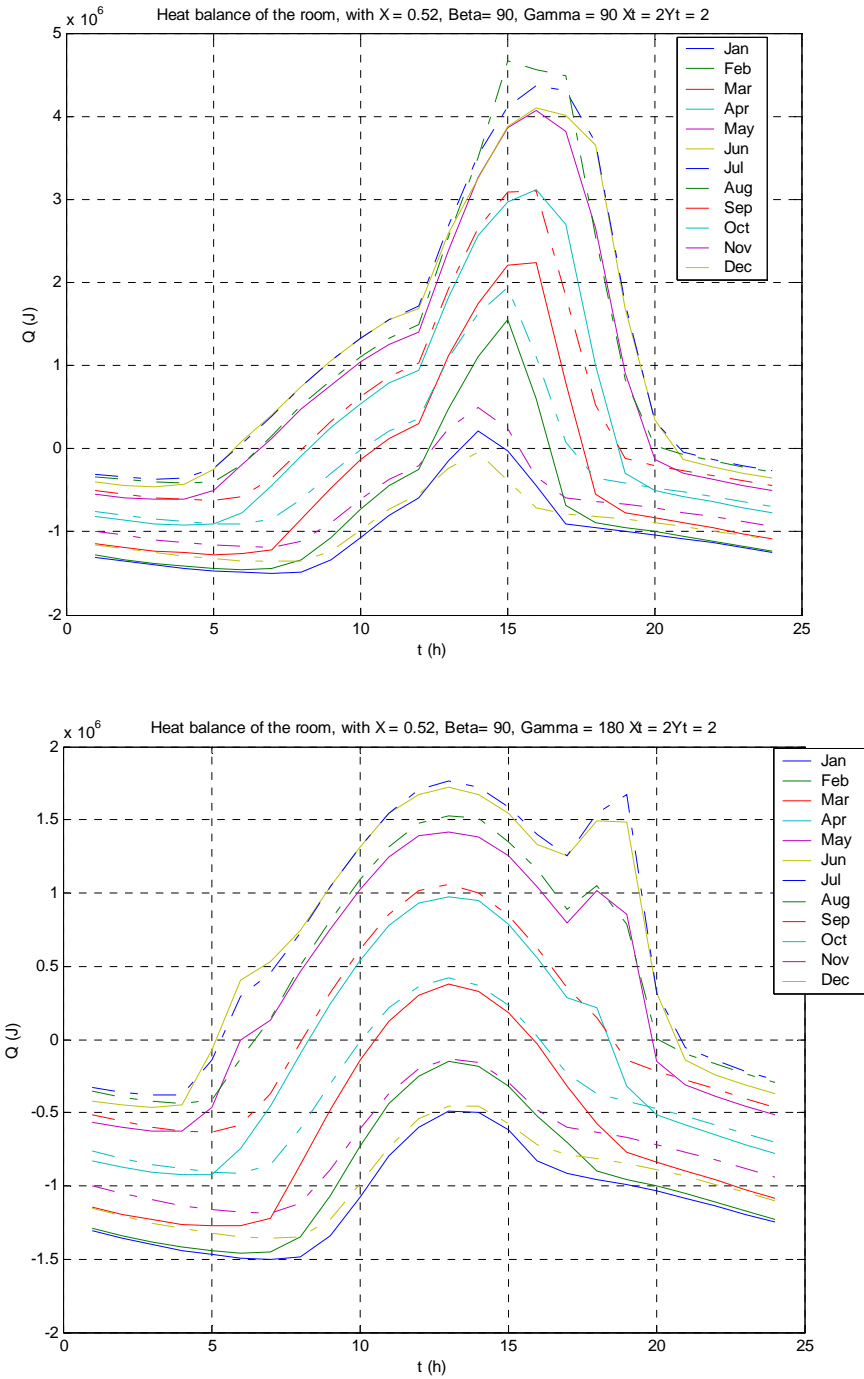 Heat balance of the room, with X = 0.52, Beta= 90, Gamma = 90 Xt = 2Yt = 2
x 10^6
5
4
3
2
1
0
-1
-2
Q (J)
0 5 10 15 20 25
t (h)
Jan
Feb
Mar
Apr
May
Jun
Jul
Aug
Sep
Oct
Nov
Dec
Heat balance of the room, with X = 0.52, Beta= 90, Gamma = 180 Xt = 2Yt = 2
x 10^6
2
1.5
1
0.5
0
-0.5
-1
-1.5
-2
Q (J)
0 5 10 15 20 25
t (h)
Jan
Feb
Mar
Apr
May
Jun
Jul
Aug
Sep
Oct
Nov
Dec